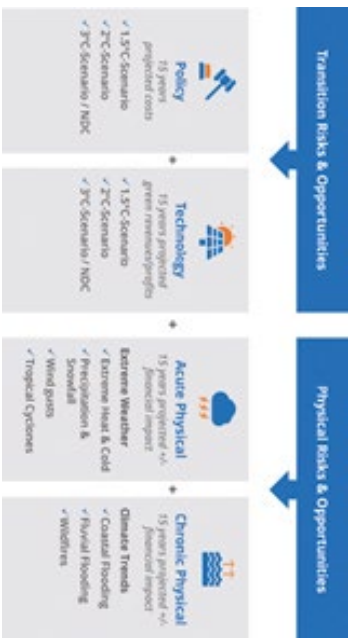 Transition Risks & Opportunities
Policy
15 years
projected costs
✓ 1.5°C-Scenario
✓ 2°C-Scenario
✓ 3°C-Scenario / NDC
+
Technology
15 years projected
green revenues/profits
✓ 1.5°C-Scenario
✓ 2°C-Scenario
✓ 3°C-Scenario / NDC
+
Physical Risks & Opportunities
Acute Physical
15 years projected +/-
financial impact
Extreme Weather
✓ Extreme Heat & Cold
✓ Precipitation &
Snowfall
✓ Wind gusts
✓ Tropical Cyclones
+
Chronic Physical
15 years projected +/-
financial impact
Climate Trends
✓ Coastal Flooding
✓ Fluvial Flooding
✓ Wildfires